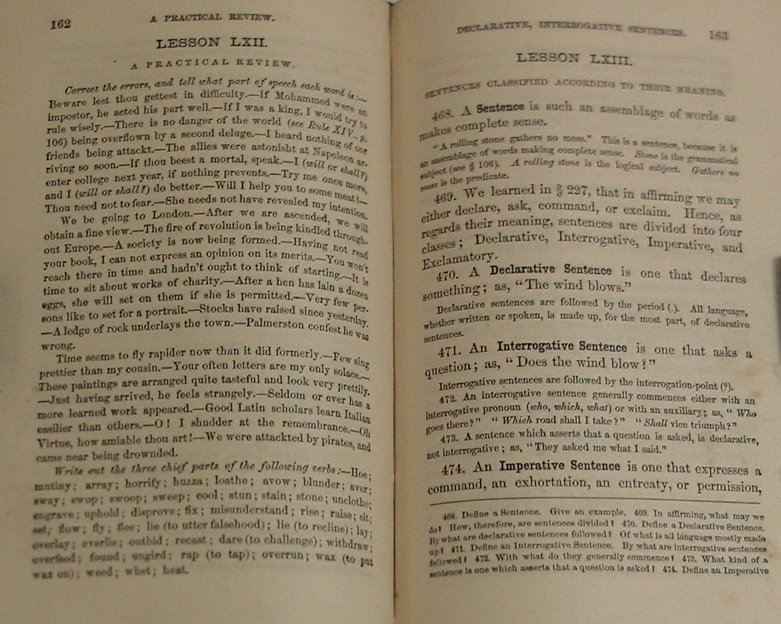 162 A PRACTICAL REVIEW.
LESSON LXII.
A PRACTICAL REVIEW.
Correct the errors, and tell what part of speech each word is:—
Beware lest thou gettest in difficulty.—If Mohammed were an
impostor, he acted his part well.—If I was a king, I would try to
rule wisely.—There is no danger of the world (see Rule XIV., p.
106) being overflown by a second deluge.—I heard nothing of our
friends being attackt.—The allies were astonisht at Napoleon ar-
riving so soon.—If thou beest a mortal, speak.—I (will or shall?)
enter college next year, if nothing prevents.—Try me once more,
and I (will or shall?) do better.—Will I help you to some meat?—
Thou need not to fear.—She needs not have revealed my intention.
We be going to London.—After we are ascended, we will
obtain a fine view.—The fire of revolution is being kindled through-
out Europe.—A society is now being formed.—Having not read
your book, I can not express an opinion on its merits.—You won't
reach there in time and hadn't ought to think of starting.—It is
time to sit about works of charity.—After a hen has lain a dozen
eggs, she will set on them if she is permitted.—Very few per-
sons like to set for a portrait.—Stocks have raised since yesterday.
—A ledge of rock underlays the town.—Palmerston confest he was
wrong.
Time seems to fly rapider now than it did formerly.—Few sing
prettier than my cousin.—Your often letters are my only solace.—
These paintings are arranged quite tasteful and look very prettily.
—Just having arrived, he feels strangely.—Seldom or ever has a
more learned work appeared.—Good Latin scholars learn Italian
easilier than others.—O! I shudder at the remembrance.—Oh
Virtue, how amiable thou art!—We were attackted by pirates, and
came near being drowned.
Write out the three chief parts of the following verbs:—Hoe;
mutiny; array; horrify; huzza; loathe; avow; blunder; aver;
sway; swop; swoop; sweep; cool; stun; stain; stone; unclothe;
engrave; uphold; disprove; fix; misunderstand; rise; raise; sit;
set; flow; fly; flee; lie (to utter falsehood); lie (to recline); lay;
overlay; overlie; outbid; recast; dare (to challenge); withdraw;
overfeed; found; ungird; rap (to tap); overrun; wax (to put
wax on); weed; whet; heat.
DECLARATIVE, INTERROGATIVE SENTENCES. 163
LESSON LXIII.
SENTENCES CLASSIFIED ACCORDING TO THEIR MEANING.
468. A Sentence is such an assemblage of words as
makes complete sense.
"A rolling stone gathers no moss." This is a sentence, because it is
an assemblage of words making complete sense. Stone is the grammatical
subject (see § 106). A rolling stone is the logical subject. Gathers no
moss is the predicate.
469. We learned in § 227, that in affirming we may
either declare, ask, command, or exclaim. Hence, as
regards their meaning, sentences are divided into four
classes; Declarative, Interrogative, Imperative, and
Exclamatory.
470. A Declarative Sentence is one that declares
something; as, "The wind blows."
Declarative sentences are followed by the period (.). All language,
whether written or spoken, is made up, for the most part, of declarative
sentences.
471. An Interrogative Sentence is one that asks a
question; as, "Does the wind blow?"
Interrogative sentences are followed by the interrogation-point (?).
472. An interrogative sentence generally commences either with an
interrogative pronoun (who, which, what) or with an auxiliary; as, "Who
goes there?" "Which road shall I take?" "Shall vice triumph?"
473. A sentence which asserts that a question is asked, is declarative,
not interrogative; as, "They asked me what I said."
474. An Imperative Sentence is one that expresses a
command, an exhortation, an entreaty, or permission,
468. Define a Sentence. Give an example. 469. In affirming, what may we
do? How, therefore, are sentences divided? 470. Define a Declarative Sentence.
By what are declarative sentences followed? Of what is all language mostly made
up? 471. Define an Interrogative Sentence. By what are interrogative sentences
followed? 472. With what do they generally commence? 473. What kind of a
sentence is one which asserts that a question is asked? 474. Define an Imperative